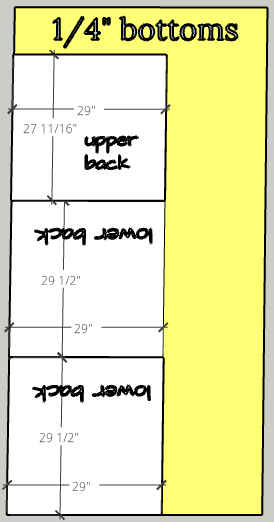 1/4" bottoms
29"
27 11/16"
upper
back
lower back
29 1/2"
29"
lower back
29 1/2"
29"